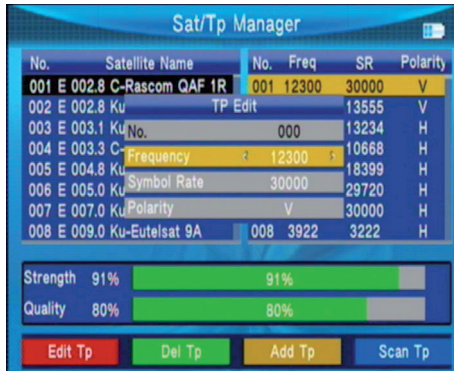 Sat/Tp Manager
No. Satellite Name No. Freq SR Polarity
001 E 002.8 C-Rascom QAF 1R 001 12300 30000 V
002 E 002.8 Ku TP Edit 13555 V
003 E 003.1 Ku No. 000 13234 H
004 E 003.3 C- Frequency 12300 10668 H
005 E 004.8 Ku Symbol Rate 30000 18399 H
006 E 005.0 Ku 29720 H
007 E 007.0 Ku Polarity V 30000 H
008 E 009.0 Ku-Eutelsat 9A 008 3922 3222 H
Strength 91% 91%
Quality 80% 80%
Edit Tp Del Tp Add Tp Scan Tp